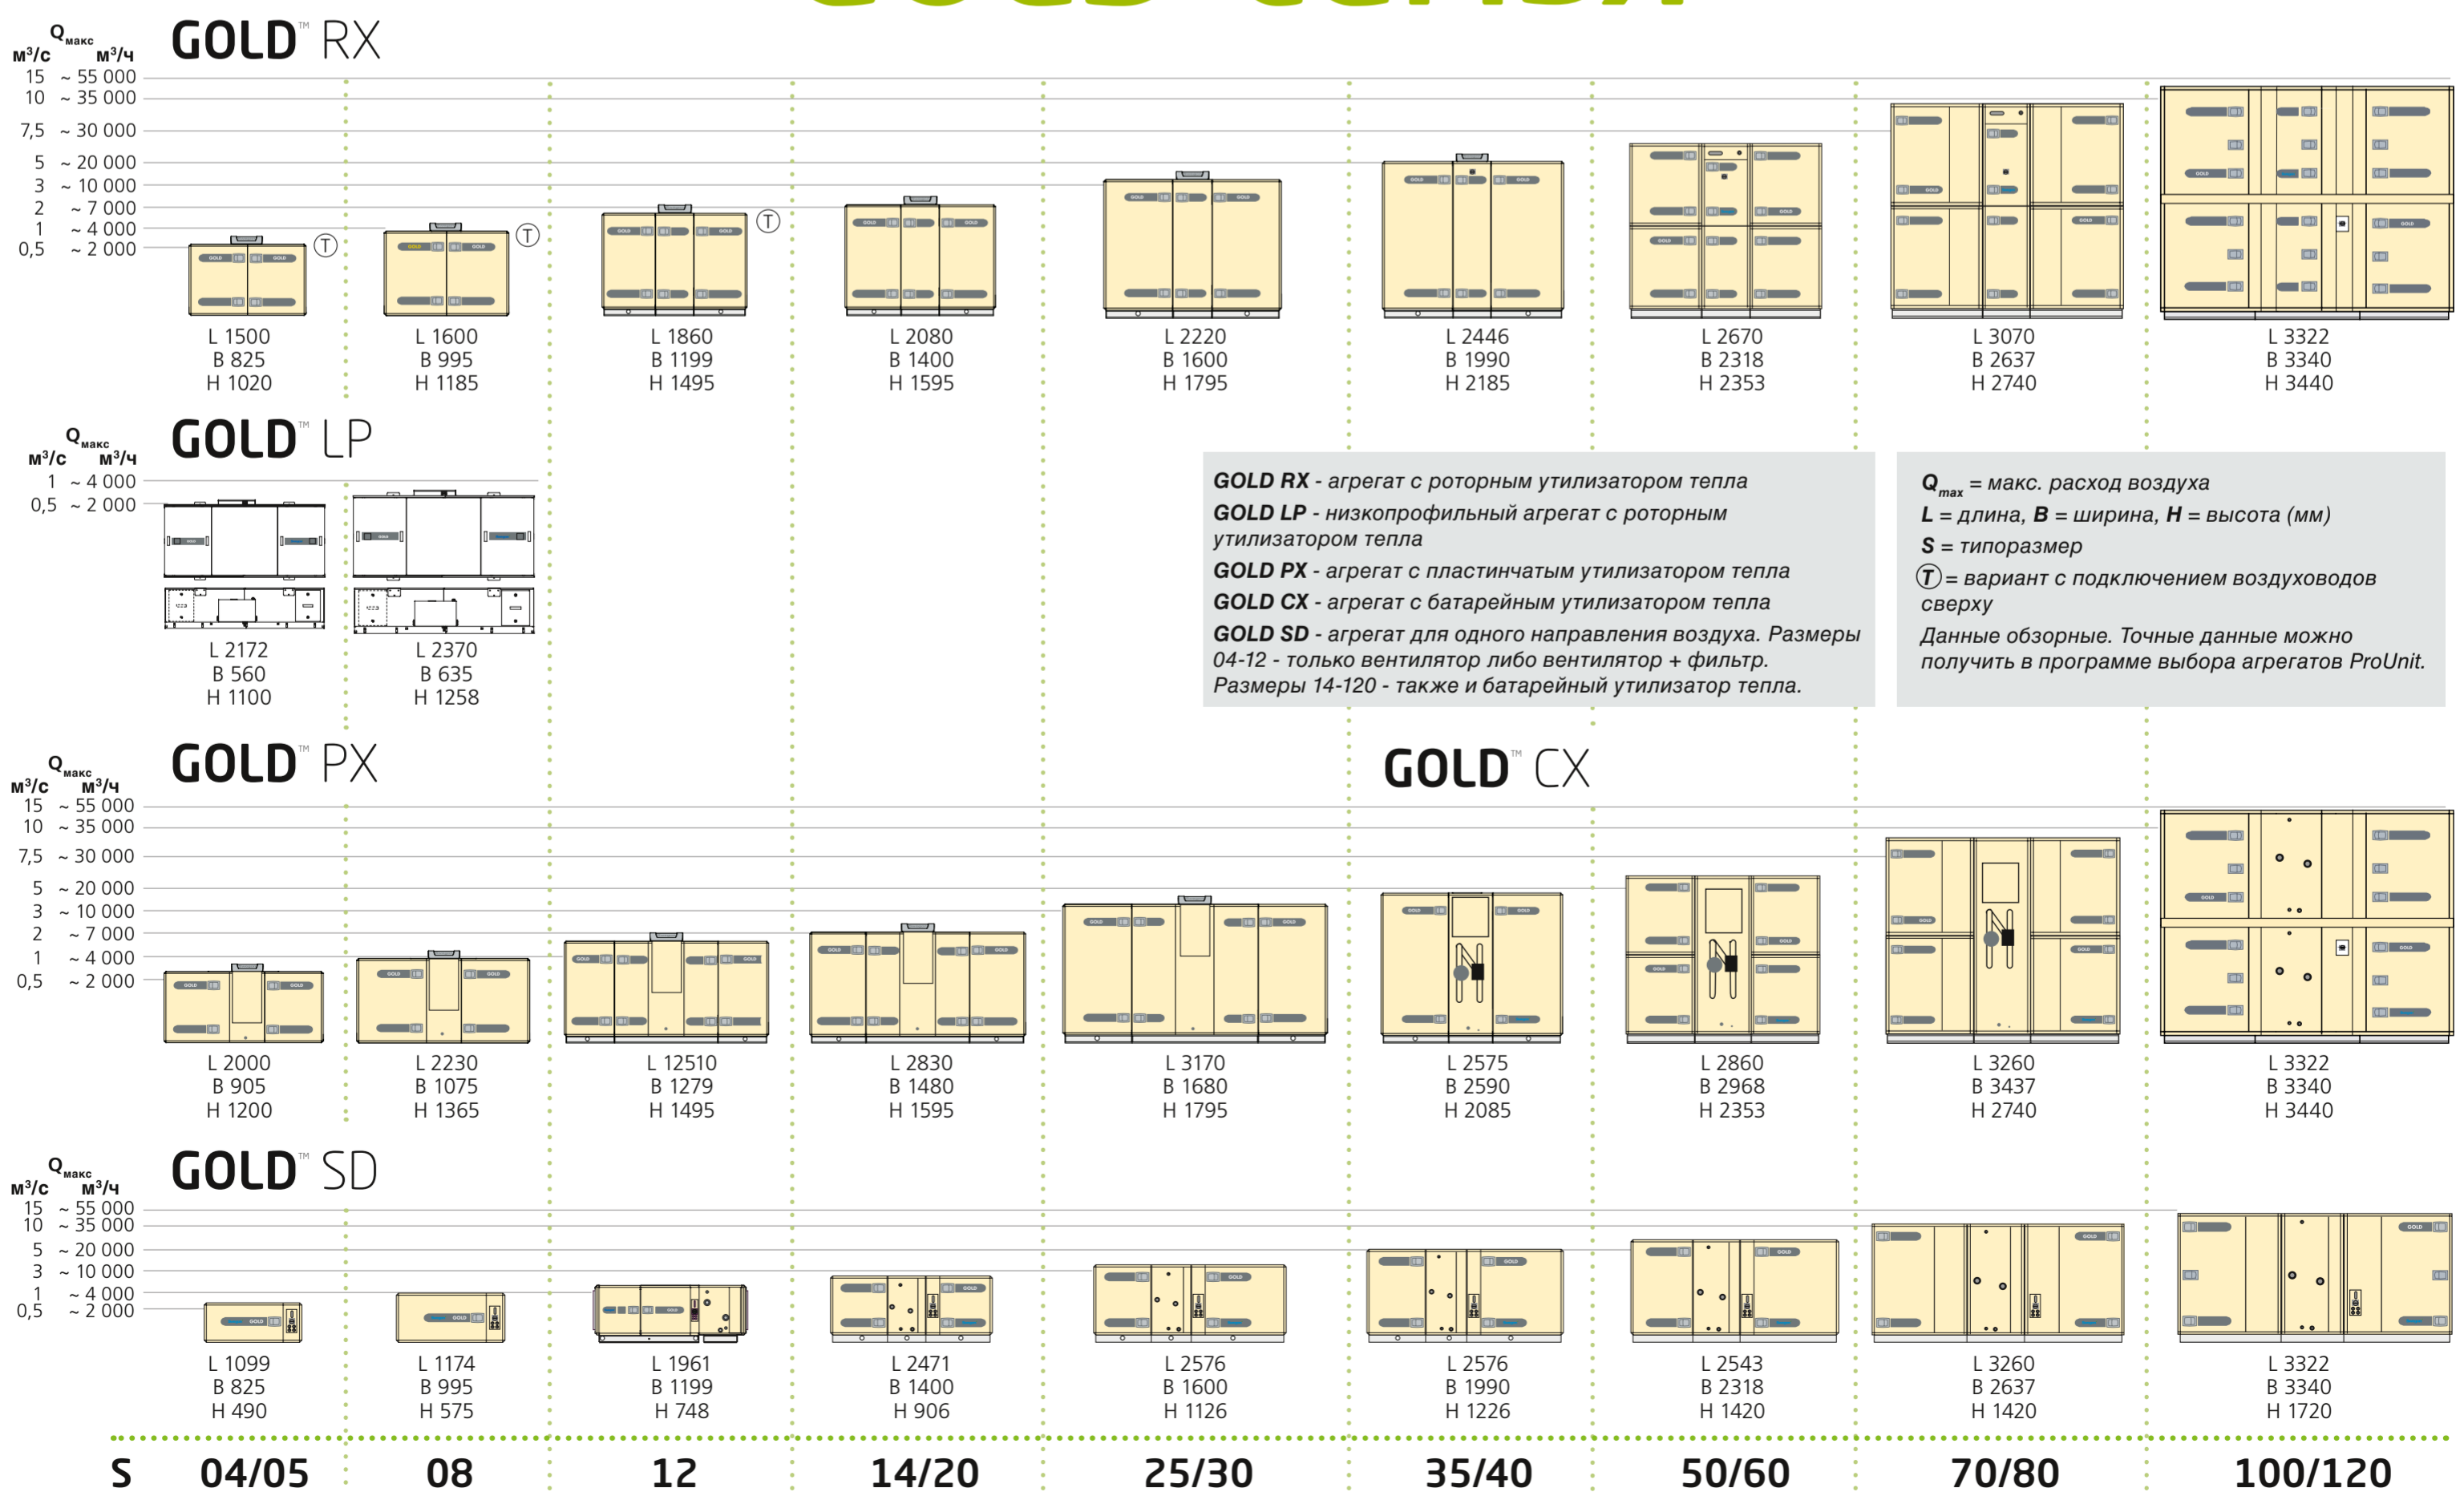 GOLD™ RX
Qмакс
м³/с м³/ч
15 ~ 55 000
10 ~ 35 000
7,5 ~ 30 000
5 ~ 20 000
3 ~ 10 000
2 ~ 7 000
1 ~ 4 000
0,5 ~ 2 000
T T T
L 1500 L 1600 L 1860 L 2080 L 2220 L 2446 L 2670 L 3070 L 3322
B 825 B 995 B 1199 B 1400 B 1600 B 1990 B 2318 B 2637 B 3340
H 1020 H 1185 H 1495 H 1595 H 1795 H 2185 H 2353 H 2740 H 3440
GOLD™ LP
Qмакс
м³/с м³/ч
1 ~ 4 000
0,5 ~ 2 000
L 2172 L 2370
B 560 B 635
H 1100 H 1258
GOLD RX - агрегат с роторным утилизатором тепла
GOLD LP - низкопрофильный агрегат с роторным
утилизатором тепла
GOLD PX - агрегат с пластинчатым утилизатором тепла
GOLD CX - агрегат с батарейным утилизатором тепла
GOLD SD - агрегат для одного направления воздуха. Размеры
04-12 - только вентилятор либо вентилятор + фильтр.
Размеры 14-120 - также и батарейный утилизатор тепла.
Qmax = макс. расход воздуха
L = длина, B = ширина, H = высота (мм)
S = типоразмер
T = вариант с подключением воздуховодов
сверху
Данные обзорные. Точные данные можно
получить в программе выбора агрегатов ProUnit.
GOLD™ PX GOLD™ CX
Qмакс
м³/с м³/ч
15 ~ 55 000
10 ~ 35 000
7,5 ~ 30 000
5 ~ 20 000
3 ~ 10 000
2 ~ 7 000
1 ~ 4 000
0,5 ~ 2 000
L 2000 L 2230 L 12510 L 2830 L 3170 L 2575 L 2860 L 3260 L 3322
B 905 B 1075 B 1279 B 1480 B 1680 B 2590 B 2968 B 3437 B 3340
H 1200 H 1365 H 1495 H 1595 H 1795 H 2085 H 2353 H 2740 H 3440
GOLD™ SD
Qмакс
м³/с м³/ч
15 ~ 55 000
10 ~ 35 000
5 ~ 20 000
3 ~ 10 000
1 ~ 4 000
0,5 ~ 2 000
L 1099 L 1174 L 1961 L 2471 L 2576 L 2576 L 2543 L 3260 L 3322
B 825 B 995 B 1199 B 1400 B 1600 B 1990 B 2318 B 2637 B 3340
H 490 H 575 H 748 H 906 H 1126 H 1226 H 1420 H 1420 H 1720
S 04/05 08 12 14/20 25/30 35/40 50/60 70/80 100/120